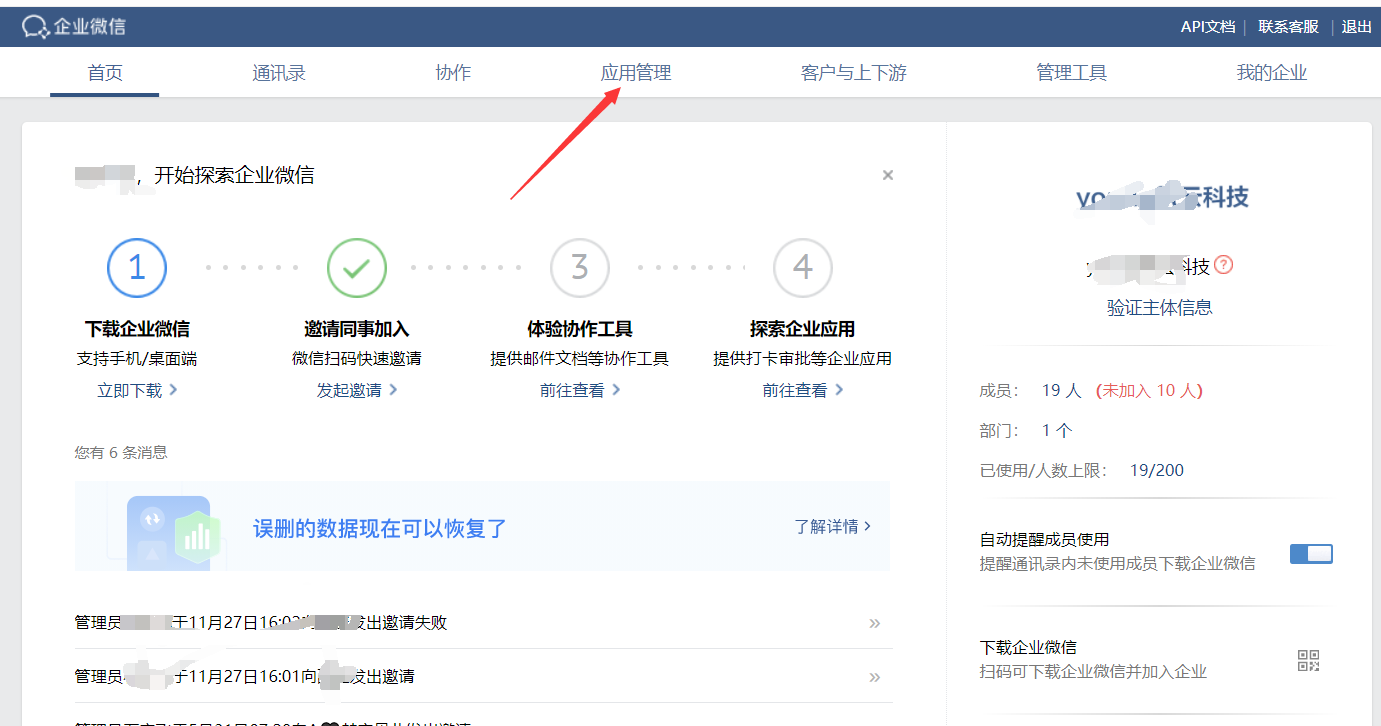 企业微信
API文档 | 联系客服 | 退出
首页 通讯录 协作 应用管理 客户与上下游 管理工具 我的企业
，开始探索企业微信
×
1 3 4
下载企业微信 邀请同事加入 体验协作工具 探索企业应用
支持手机/桌面端 微信扫码快速邀请 提供邮件文档等协作工具 提供打卡审批等企业应用
立即下载 发起邀请 前往查看 前往查看
您有 6 条消息
误删的数据现在可以恢复了 了解详情
管理员 于11月27日16:02向 发出邀请失败
管理员 于11月27日16:01向 发出邀请
yo 云科技
科技 ?
验证主体信息
成员： 19 人 (未加入 10 人)
部门： 1 个
已使用/人数上限： 19/200
自动提醒成员使用
提醒通讯录内未使用成员下载企业微信
下载企业微信
扫码可下载企业微信并加入企业